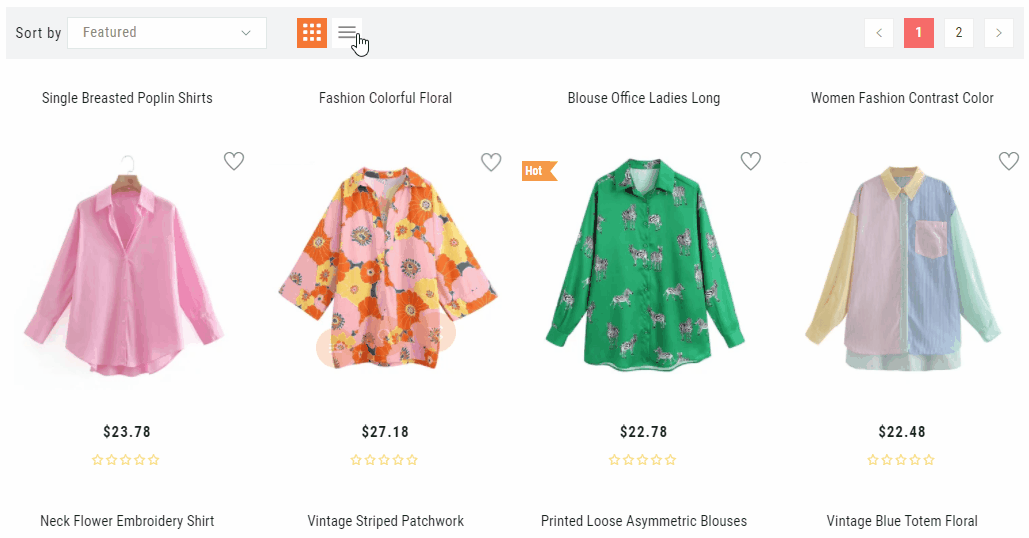 Sort by Featured 1 2
Single Breasted Poplin Shirts
Fashion Colorful Floral
Blouse Office Ladies Long
Women Fashion Contrast Color
Hot
$23.78
$27.18
$22.78
$22.48
Neck Flower Embroidery Shirt
Vintage Striped Patchwork
Printed Loose Asymmetric Blouses
Vintage Blue Totem Floral